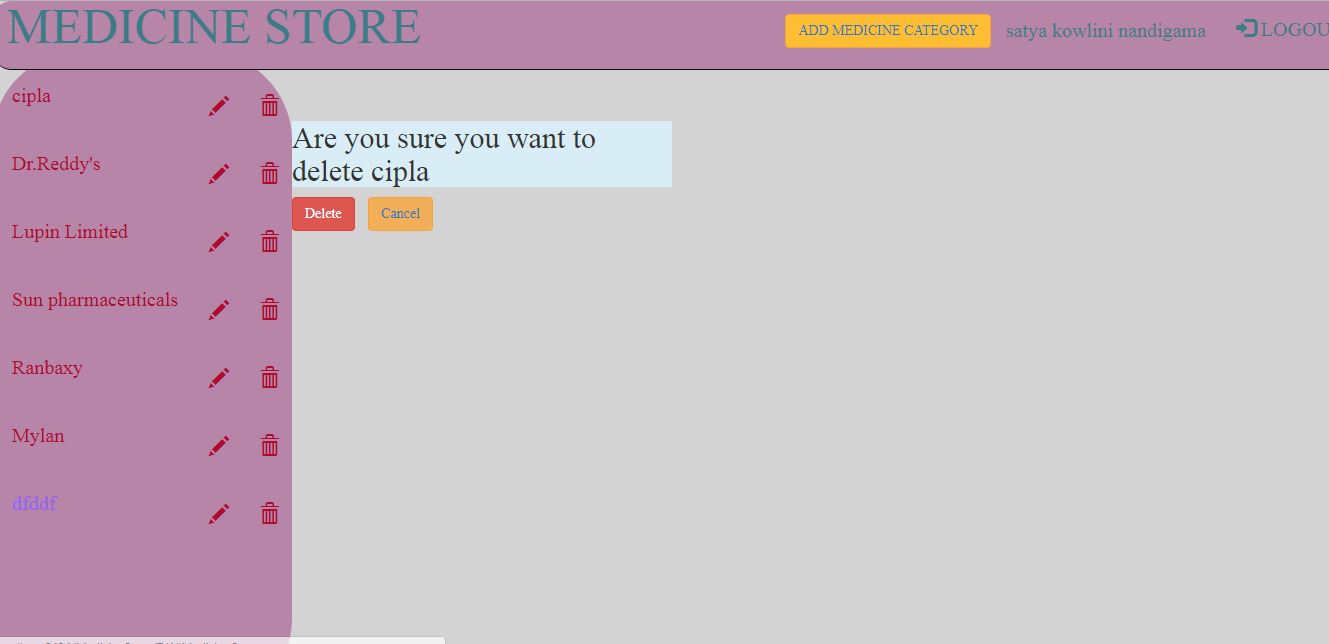 MEDICINE STORE
ADD MEDICINE CATEGORY
satya kowlini nandigama
LOGOU
cipla
Are you sure you want to
delete cipla
Delete
Cancel
Dr.Reddy's
Lupin Limited
Sun pharmaceuticals
Ranbaxy
Mylan
dfddf